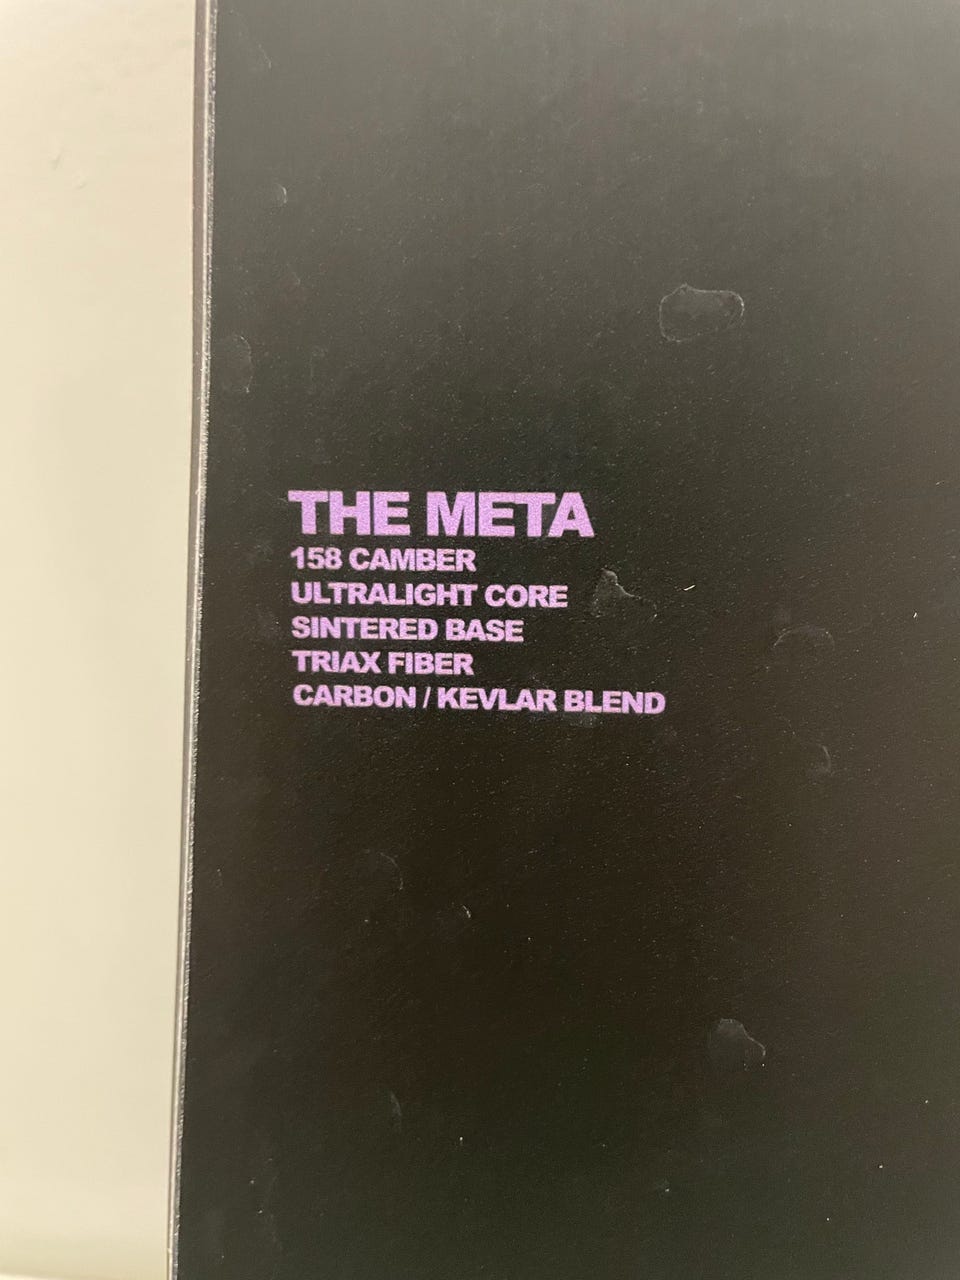 THE META
158 CAMBER
ULTRALIGHT CORE
SINTERED BASE
TRIAX FIBER
CARBON / KEVLAR BLEND